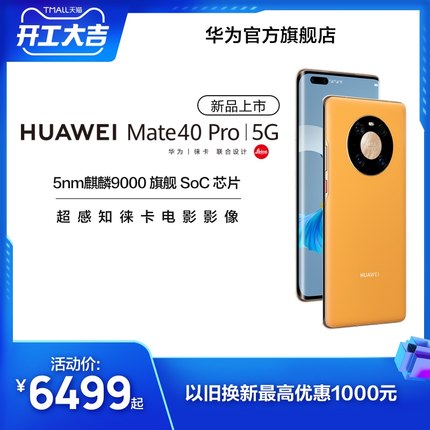 TMALL天猫
开工大吉
华为官方旗舰店
新品上市
HUAWEI Mate40 Pro | 5G
华为 | 徕卡 联合设计 Leica
5nm麒麟9000 旗舰 SoC 芯片
超感知徕卡电影影像
HUAWEI
活动价:
¥6499起
以旧换新最高优惠1000元